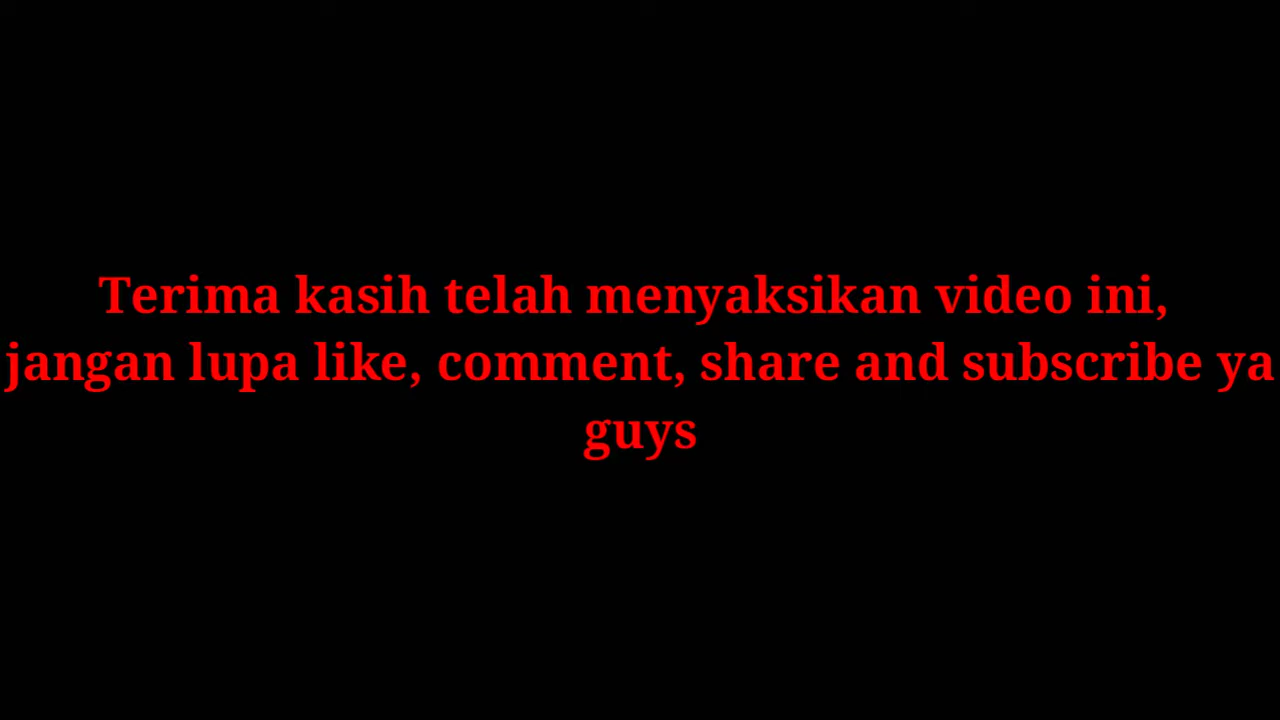 Terima kasih telah menyaksikan video ini,
jangan lupa like, comment, share and subscribe ya
guys